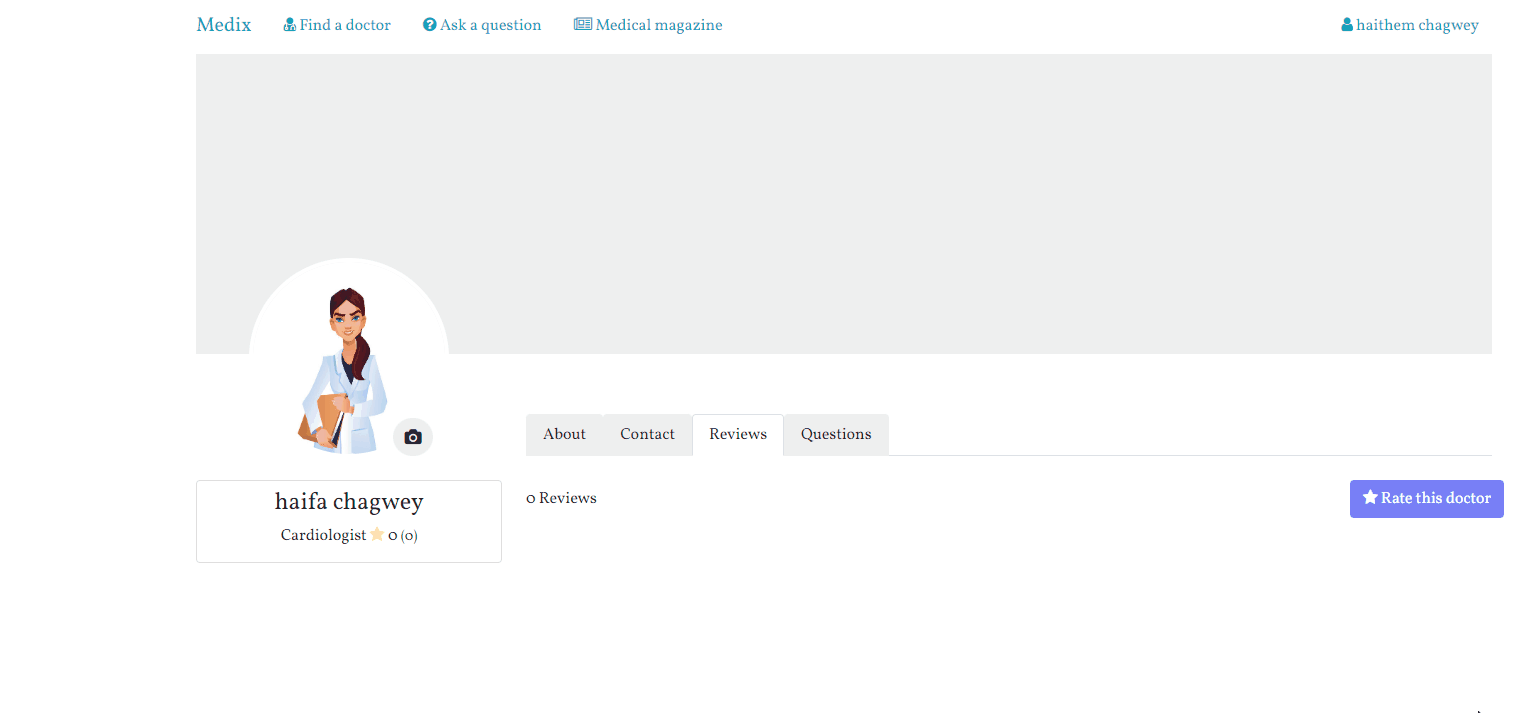 Medix Find a doctor Ask a question Medical magazine haithem chagwey
About Contact Reviews Questions
haifa chagwey
Cardiologist 0 (0)
0 Reviews Rate this doctor